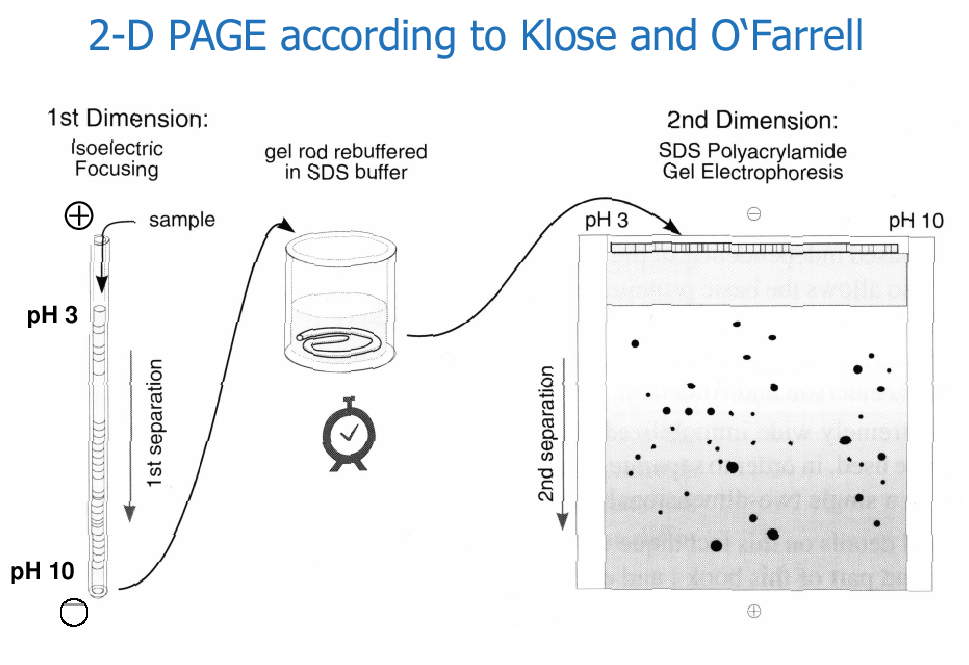 2-D PAGE according to Klose and O‘Farrell
1st Dimension:
Isoelectric
Focusing
gel rod rebuffered
in SDS buffer
2nd Dimension:
SDS Polyacrylamide
Gel Electrophoresis
+
sample
pH 3
1st separation
pH 10
−
−
pH 3
pH 10
2nd separation
+